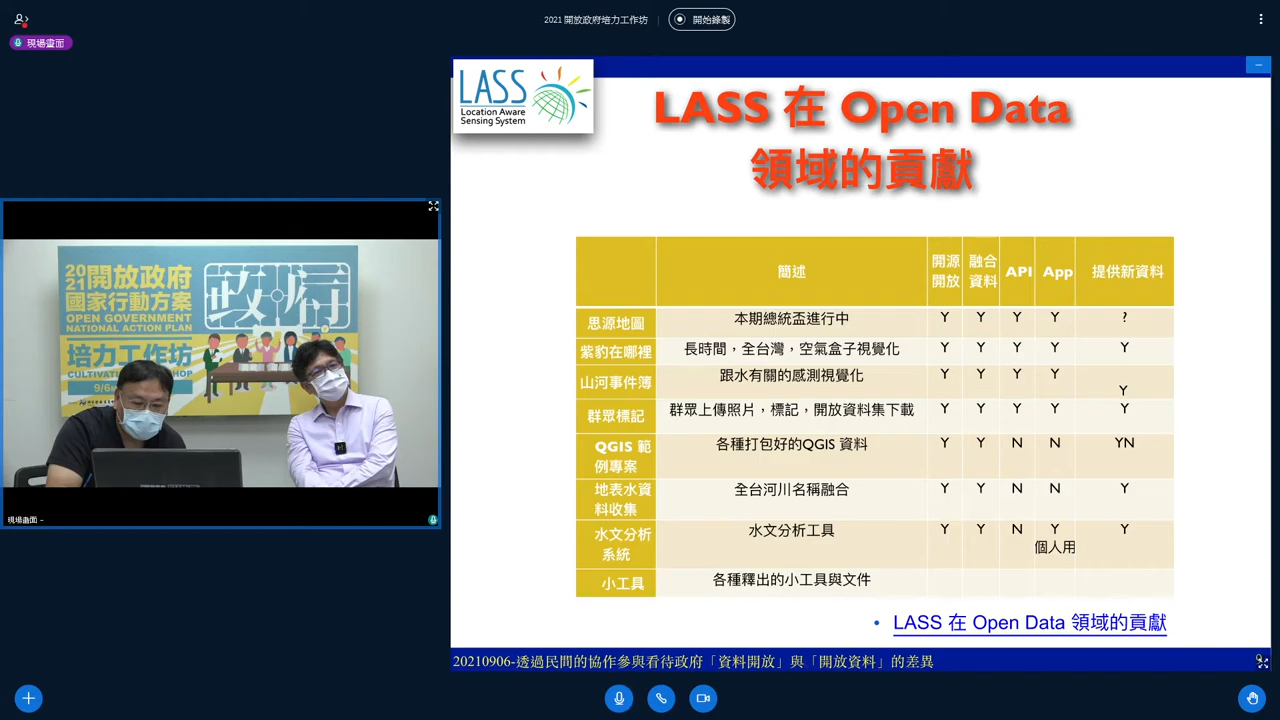 2021 開放政府培力工作坊
開始錄製
現場畫面
LASS
Location Aware
Sensing System
LASS 在 Open Data
領域的貢獻
簡述 開源開放 融合資料 API App 提供新資料
思源地圖 本期總統盃進行中 Y Y Y Y ?
紫豹在哪裡 長時間，全台灣，空氣盒子視覺化 Y Y Y Y Y
山河事件簿 跟水有關的感測視覺化 Y Y Y Y Y
群眾標記 群眾上傳照片，標記，開放資料集下載 Y Y Y Y Y
QGIS 範例專案 各種打包好的QGIS 資料 Y Y N N YN
地表水資料收集 全台河川名稱融合 Y Y N N Y
水文分析系統 水文分析工具 Y Y N Y 個人用 Y
小工具 各種釋出的小工具與文件
• LASS 在 Open Data 領域的貢獻
20210906-透過民間的協作參與看待政府「資料開放」與「開放資料」的差異
2021開放政府
國家行動方案
OPEN GOVERNMENT
NATIONAL ACTION PLAN
培力工作坊
政府
9/6
現場畫面